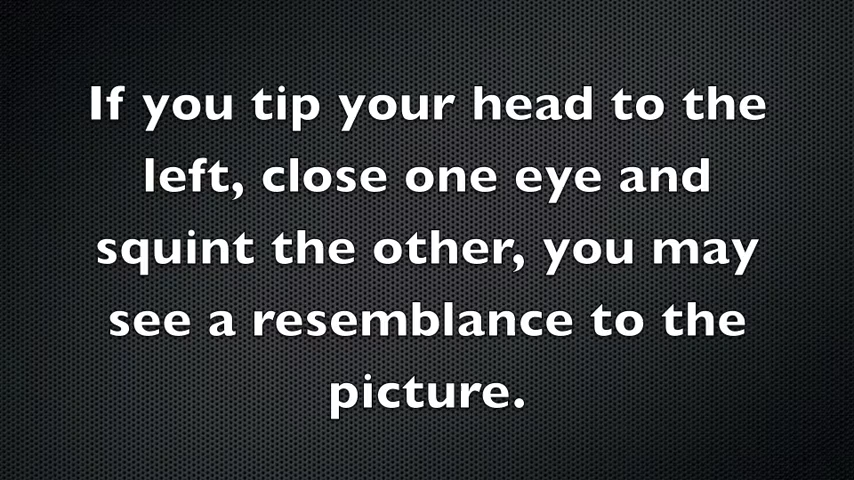 If you tip your head to the
left, close one eye and
squint the other, you may
see a resemblance to the
picture.